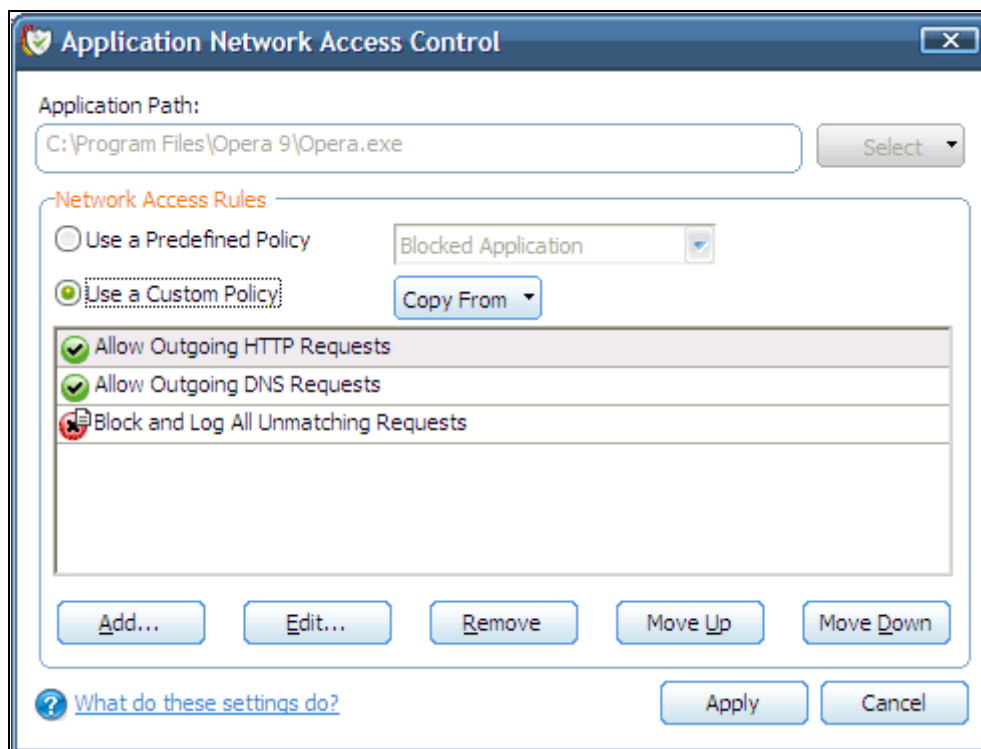 Application Network Access Control
Application Path:
C:\Program Files\Opera 9\Opera.exe
Select
Network Access Rules
Use a Predefined Policy
Blocked Application
Use a Custom Policy
Copy From
Allow Outgoing HTTP Requests
Allow Outgoing DNS Requests
Block and Log All Unmatching Requests
Add... Edit... Remove Move Up Move Down
What do these settings do? Apply Cancel